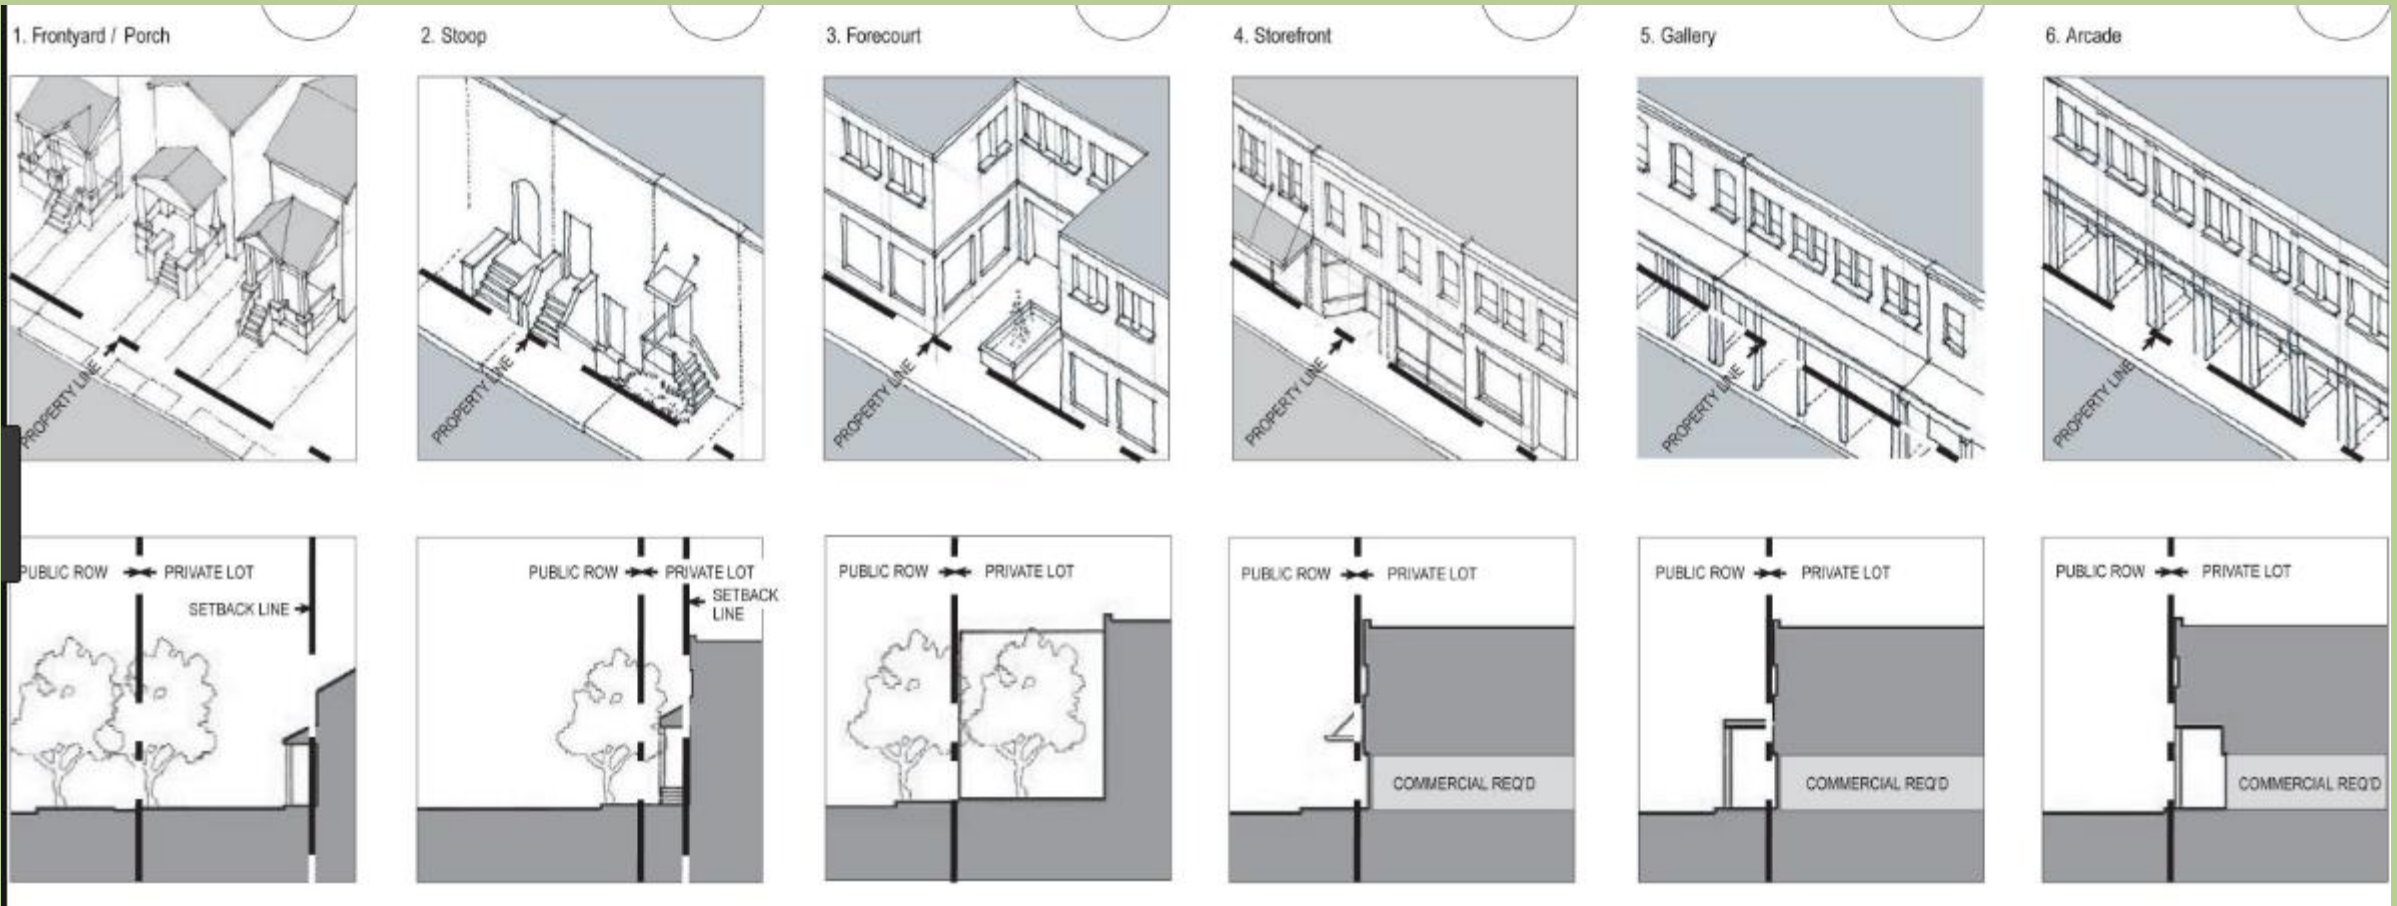 1. Frontyard / Porch
2. Stoop
3. Forecourt
4. Storefront
5. Gallery
6. Arcade
PROPERTY LINE
PROPERTY LINE
PROPERTY LINE
PROPERTY LINE
PROPERTY LINE
PROPERTY LINE
PUBLIC ROW PRIVATE LOT
SETBACK LINE
PUBLIC ROW PRIVATE LOT
SETBACK
LINE
PUBLIC ROW PRIVATE LOT
PUBLIC ROW PRIVATE LOT
COMMERCIAL REQ'D
PUBLIC ROW PRIVATE LOT
COMMERCIAL REQ'D
PUBLIC ROW PRIVATE LOT
COMMERCIAL REQ'D